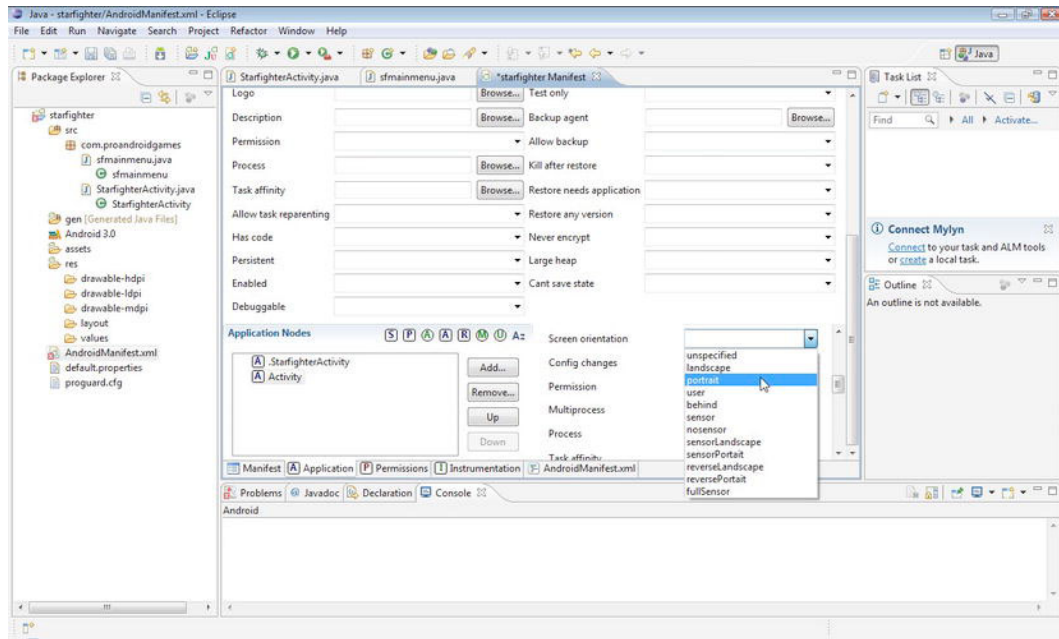 Java - starfighter/AndroidManifest.xml - Eclipse
File Edit Run Navigate Search Project Refactor Window Help
Java
Package Explorer
starfighter
src
com.proandroidgames
sfmainmenu.java
sfmainmenu
StarfighterActivity.java
StarfighterActivity
gen [Generated Java Files]
Android 3.0
assets
res
drawable-hdpi
drawable-ldpi
drawable-mdpi
layout
values
AndroidManifest.xml
default.properties
proguard.cfg
StarfighterActivity.java sfmainmenu.java *starfighter Manifest
Logo Browse... Test only
Description Browse... Backup agent Browse...
Permission Allow backup
Process Browse... Kill after restore
Task affinity Browse... Restore needs application
Allow task reparenting Restore any version
Has code Never encrypt
Persistent Large heap
Enabled Cant save state
Debuggable
Application Nodes S P A A R M U Az
A .StarfighterActivity
A Activity
Add...
Remove...
Up
Down
Screen orientation
Config changes
Permission
Multiprocess
Process
Task affinity
unspecified
landscape
portrait
user
behind
sensor
nosensor
sensorLandscape
sensorPortait
reverseLandscape
reversePortait
fullSensor
Manifest A Application P Permissions I Instrumentation AndroidManifest.xml
Problems @ Javadoc Declaration Console
Android
Task List
Find All Activate...
Connect Mylyn
Connect to your task and ALM tools
or create a local task.
Outline
An outline is not available.